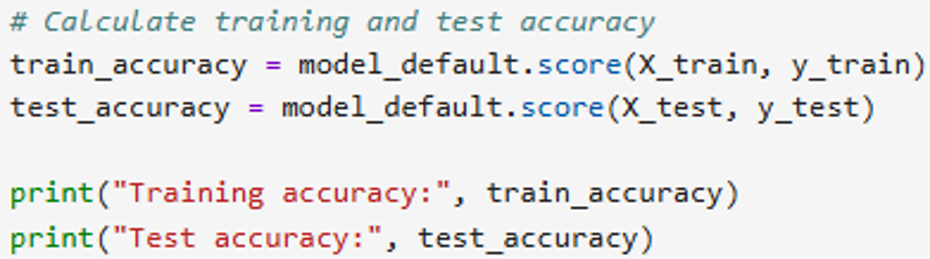 # Calculate training and test accuracy
train_accuracy = model_default.score(X_train, y_train)
test_accuracy = model_default.score(X_test, y_test)
print("Training accuracy:", train_accuracy)
print("Test accuracy:", test_accuracy)